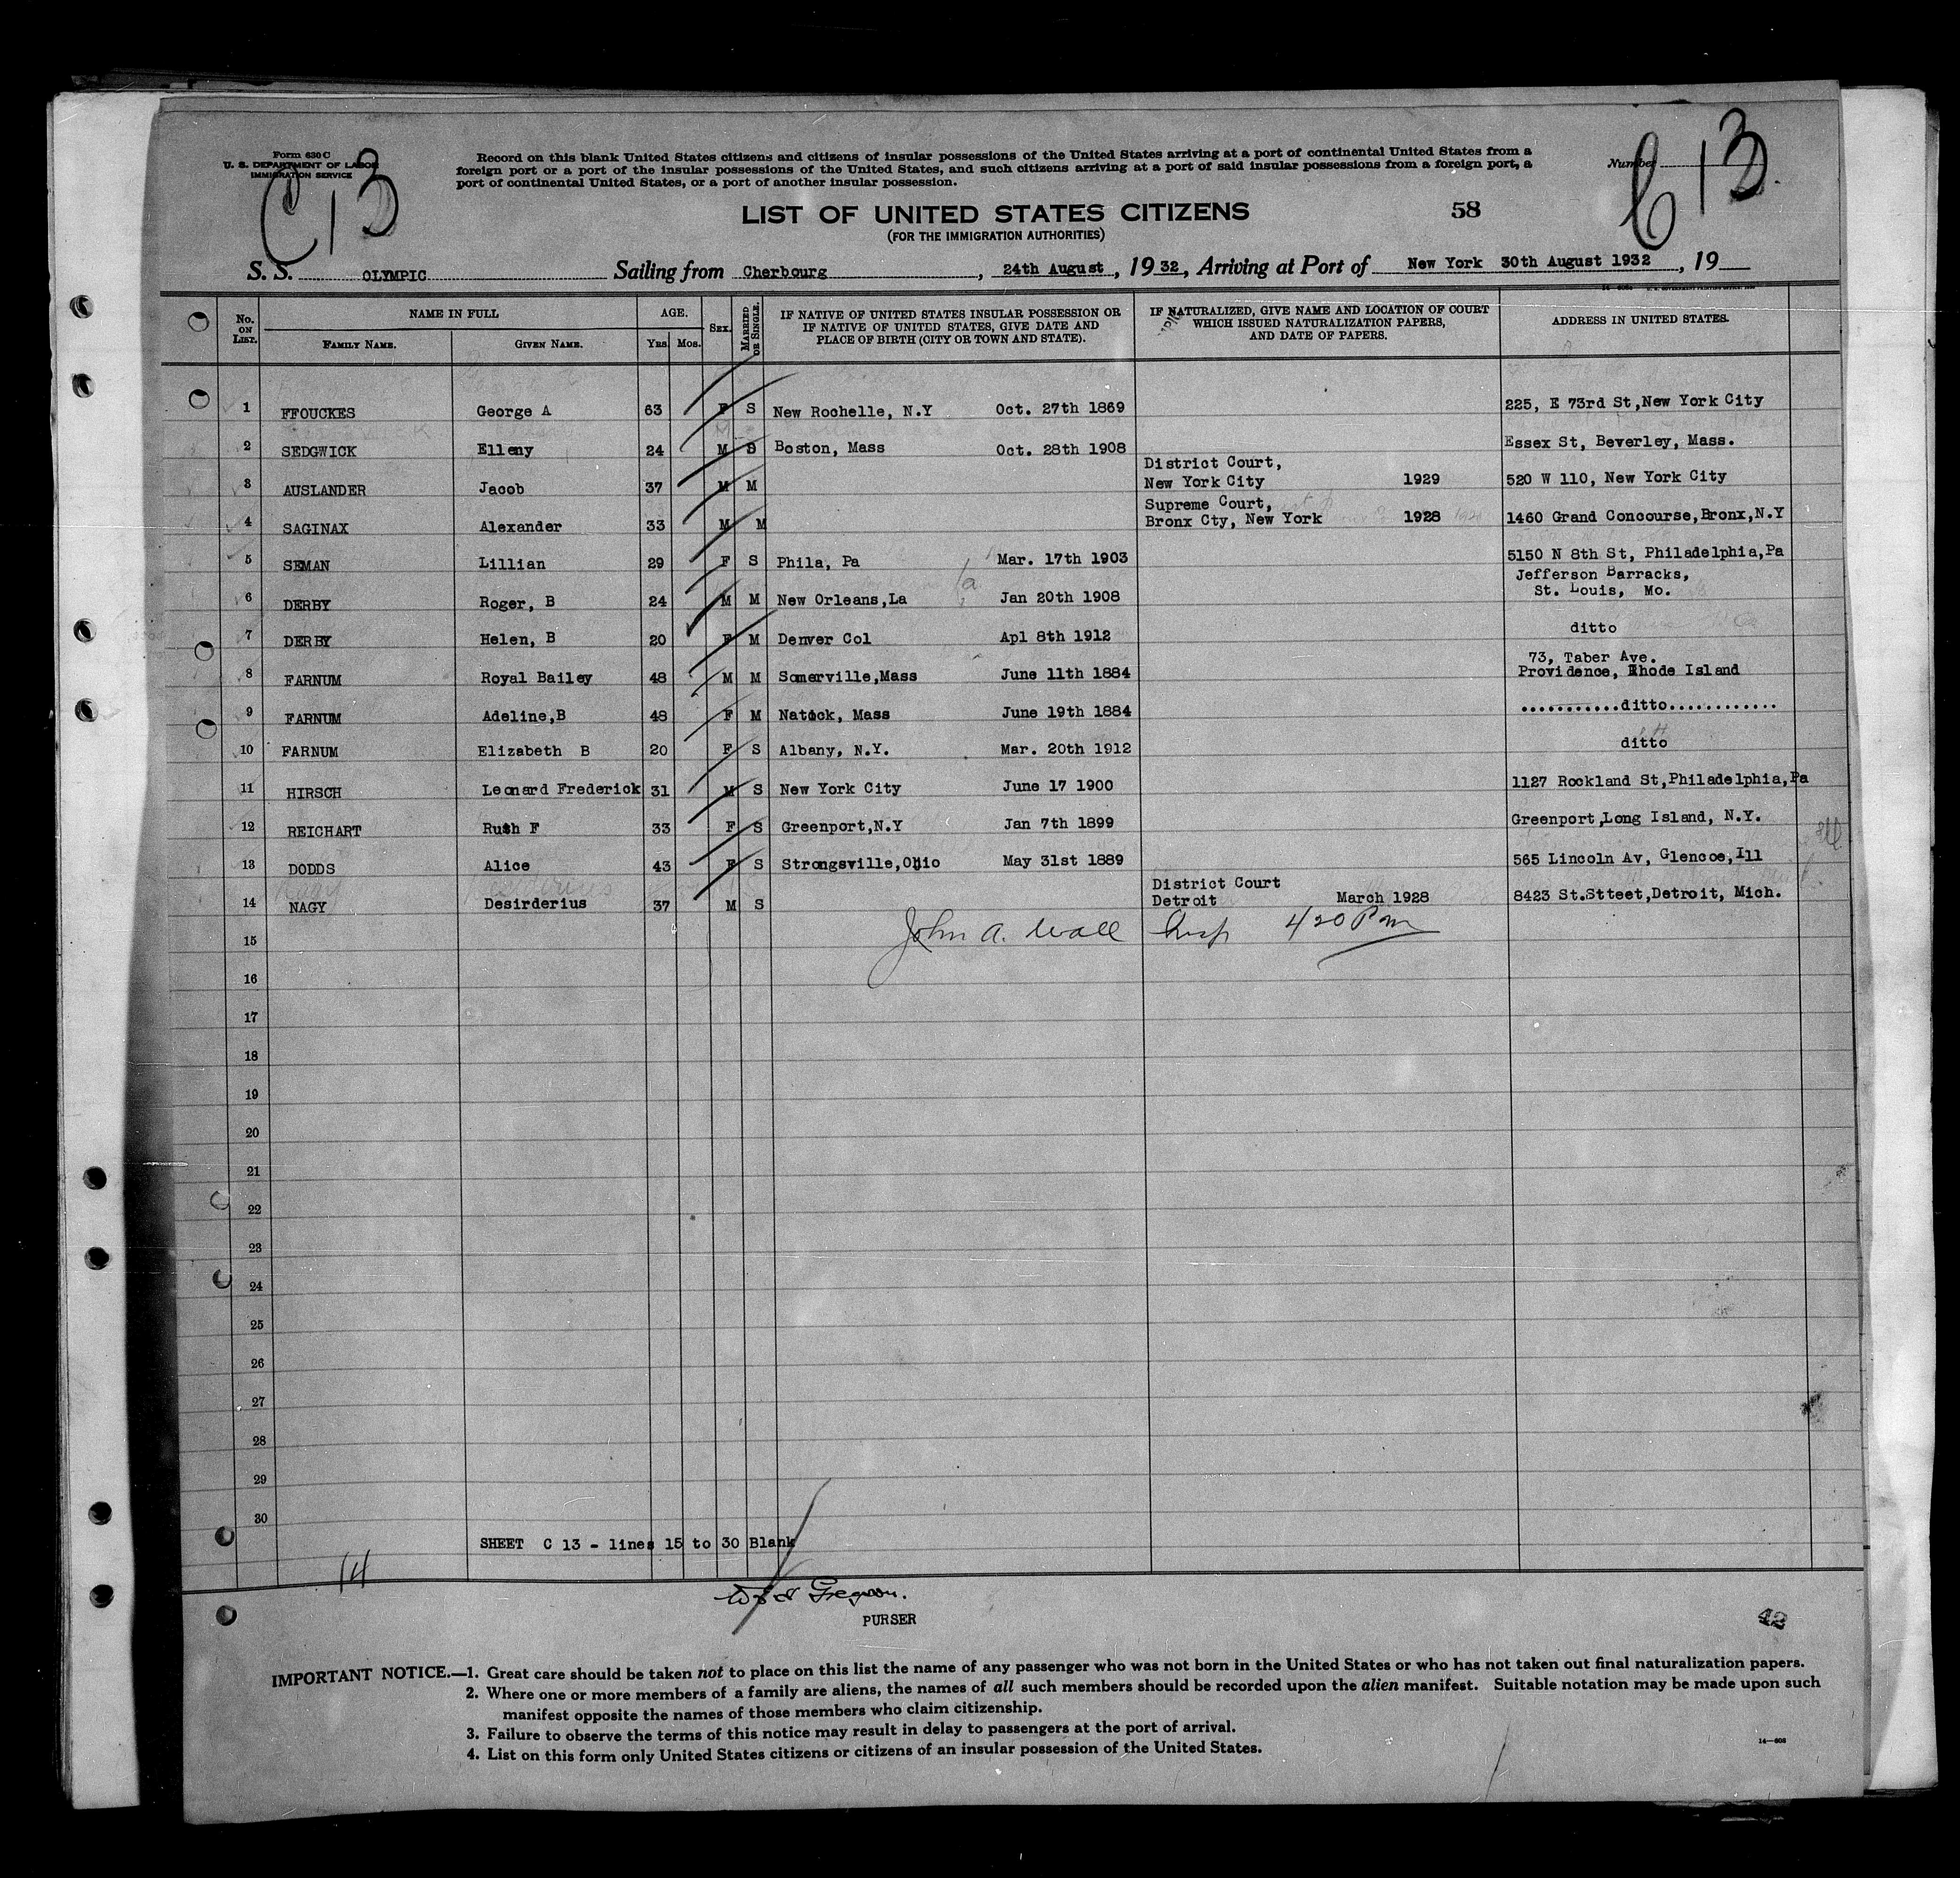 Form 630 C
U. S. DEPARTMENT OF LABOR
IMMIGRATION SERVICE
C 13
Record on this blank United States citizens and citizens of insular possessions of the United States arriving at a port of continental United States from a
foreign port or a port of the insular possessions of the United States, and such citizens arriving at a port of said insular possessions from a foreign port, a
port of continental United States, or a port of another insular possession.
Number
C 13
LIST OF UNITED STATES CITIZENS
58
(FOR THE IMMIGRATION AUTHORITIES)
S. S. OLYMPIC Sailing from Cherbourg, 24th August, 1932, Arriving at Port of New York 30th August 1932, 19
No. ON LIST. NAME IN FULL FAMILY NAME. GIVEN NAME. AGE. YRS. MOS. SEX. MARRIED OR SINGLE. IF NATIVE OF UNITED STATES INSULAR POSSESSION OR IF NATIVE OF UNITED STATES, GIVE DATE AND PLACE OF BIRTH (CITY OR TOWN AND STATE). IF NATURALIZED, GIVE NAME AND LOCATION OF COURT WHICH ISSUED NATURALIZATION PAPERS, AND DATE OF PAPERS. ADDRESS IN UNITED STATES.
1 FFOUCKES George A 63 F S New Rochelle, N.Y Oct. 27th 1869 225, E 73rd St,New York City
2 SEDGWICK Elleny 24 M S Boston, Mass Oct. 28th 1908 Essex St, Beverley, Mass.
3 AUSLANDER Jacob 37 M M District Court, New York City 1929 520 W 110, New York City
4 SAGINAX Alexander 33 M M Supreme Court, Bronx Cty, New York 1928 1460 Grand Concourse,Bronx,N.Y
5 SEMAN Lillian 29 F S Phila, Pa Mar. 17th 1903 5150 N 8th St, Philadelphia,Pa
6 DERBY Roger, B 24 M M New Orleans,La Jan 20th 1908 Jefferson Barracks, St. Louis, Mo.
7 DERBY Helen, B 20 F M Denver Col Apl 8th 1912 ditto
8 FARNUM Royal Bailey 48 M M Somerville,Mass June 11th 1884 73, Taber Ave. Providence, Rhode Island
9 FARNUM Adeline,B 48 F M Natick, Mass June 19th 1884 ...........ditto............
10 FARNUM Elizabeth B 20 F S Albany, N.Y. Mar. 20th 1912 ditto
11 HIRSCH Leonard Frederick 31 M S New York City June 17 1900 1127 Rockland St,Philadelphia,Pa
12 REICHART Ruth F 33 F S Greenport,N.Y Jan 7th 1899 Greenport,Long Island, N.Y.
13 DODDS Alice 43 F S Strongsville,Ohio May 31st 1889 565 Lincoln Av, Glencoe,Ill
14 NAGY Desirderius 37 M S District Court Detroit March 1928 8423 St.Stteet,Detroit, Mich.
15 John A. Wall Insp 420 Pm
16
17
18
19
20
21
22
23
24
25
26
27
28
29
30
SHEET C 13 - lines 15 to 30 Blank
14
PURSER
42
IMPORTANT NOTICE.—1. Great care should be taken not to place on this list the name of any passenger who was not born in the United States or who has not taken out final naturalization papers.
2. Where one or more members of a family are aliens, the names of all such members should be recorded upon the alien manifest. Suitable notation may be made upon such
manifest opposite the names of those members who claim citizenship.
3. Failure to observe the terms of this notice may result in delay to passengers at the port of arrival.
4. List on this form only United States citizens or citizens of an insular possession of the United States.
14—608